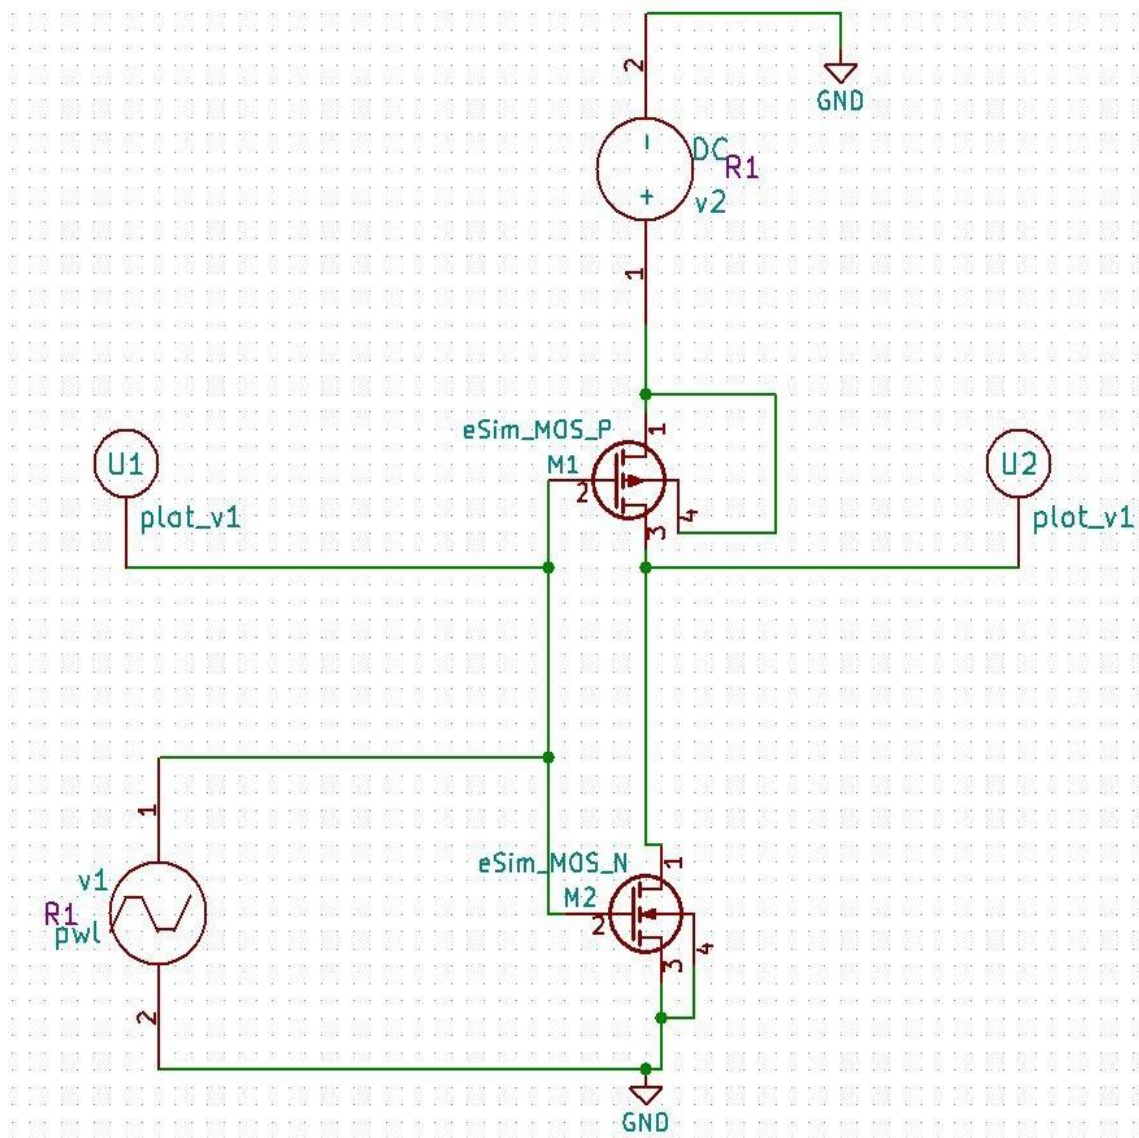 2
GND
-
DC
R1
+
v2
1
eSim_MOS_P
1
M1
2
4
3
U1
plot_v1
U2
plot_v1
1
eSim_MOS_N
1
M2
2
4
3
v1
R1
pwl
2
GND